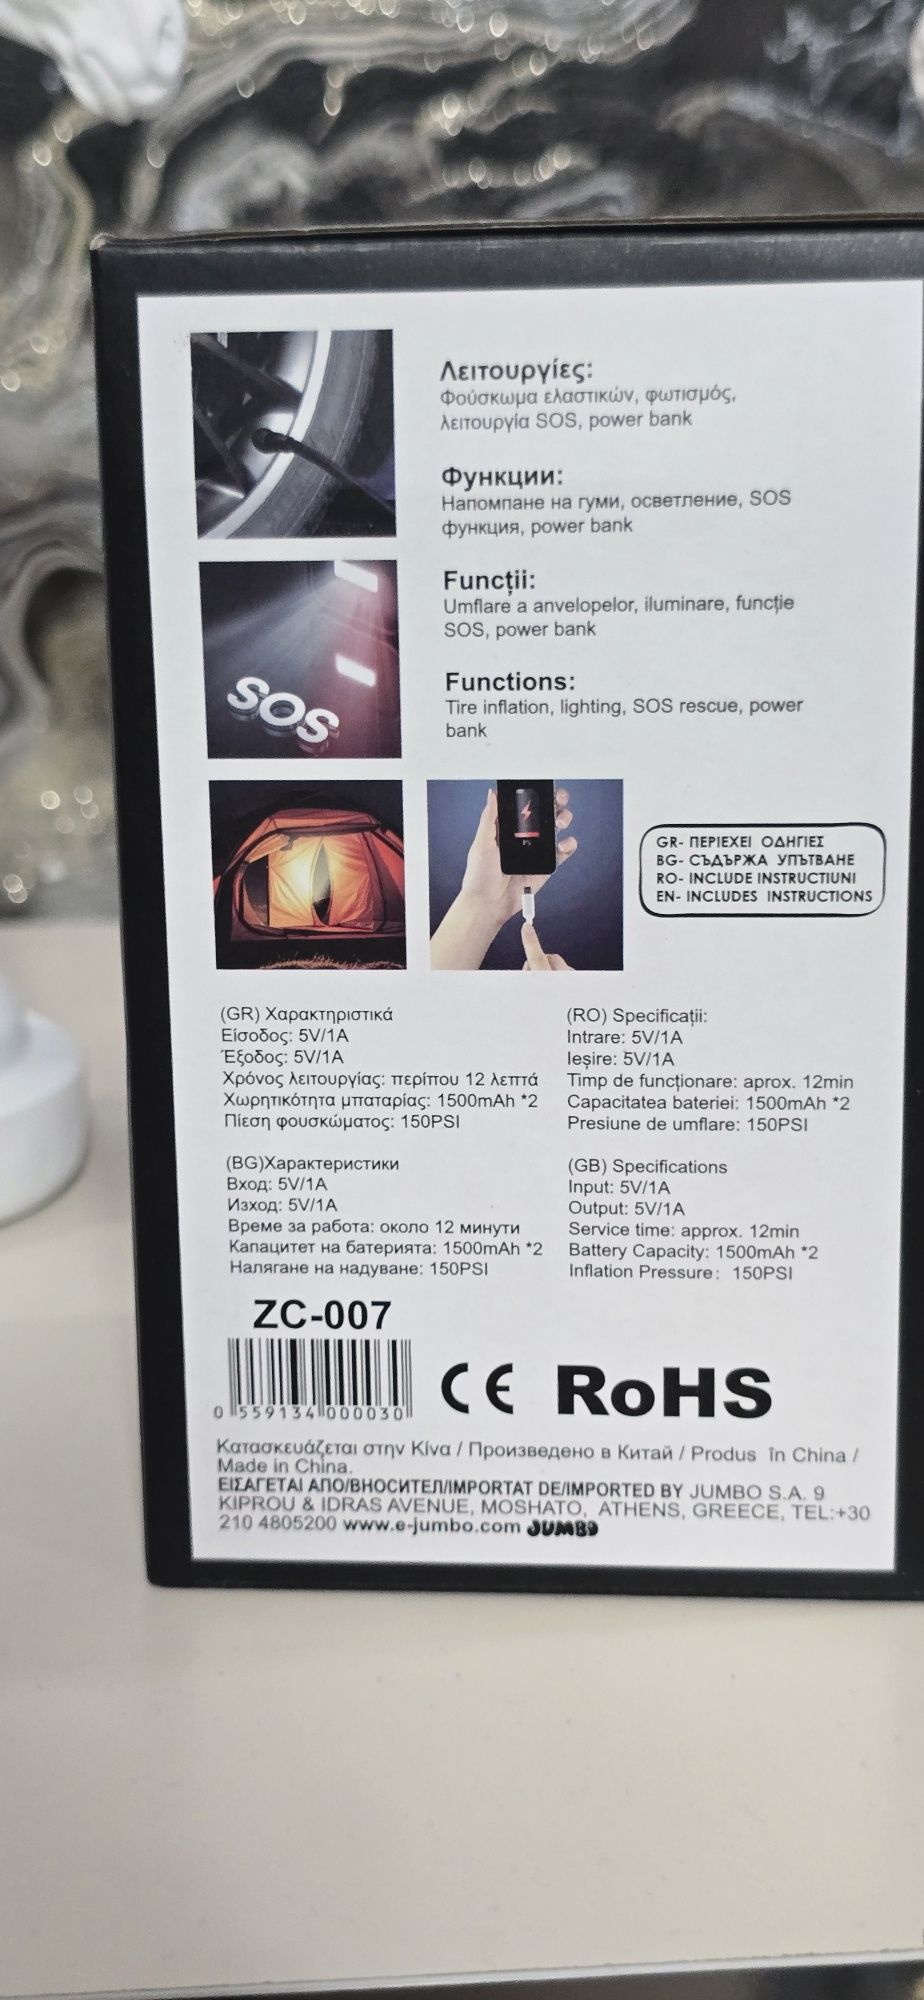 Λειτουργίες:
Φούσκωμα ελαστικών, φωτισμός,
λειτουργία SOS, power bank
Функции:
Напомпане на гуми, осветление, SOS
функция, power bank
Funcții:
Umflare a anvelopelor, iluminare, funcție
SOS, power bank
Functions:
Tire inflation, lighting, SOS rescue, power
bank
SOS
GR- ΠΕΡΙΕΧΕΙ ΟΔΗΓΙΕΣ
BG- СЪДЪРЖА УПЪТВАНЕ
RO- INCLUDE INSTRUCTIUNI
EN- INCLUDES INSTRUCTIONS
(GR) Χαρακτηριστικά
Είσοδος: 5V/1A
Έξοδος: 5V/1A
Χρόνος λειτουργίας: περίπου 12 λεπτά
Χωρητικότητα μπαταρίας: 1500mAh *2
Πίεση φουσκώματος: 150PSI
(RO) Specificații:
Intrare: 5V/1A
Ieșire: 5V/1A
Timp de funcționare: aprox. 12min
Capacitatea bateriei: 1500mAh *2
Presiune de umflare: 150PSI
(BG)Характеристики
Вход: 5V/1A
Изход: 5V/1A
Време за работа: около 12 минути
Капацитет на батерията: 1500mAh *2
Налягане на надуване: 150PSI
(GB) Specifications
Input: 5V/1A
Output: 5V/1A
Service time: approx. 12min
Battery Capacity: 1500mAh *2
Inflation Pressure: 150PSI
ZC-007
0 559134 000030
CE RoHS
Κατασκευάζεται στην Κίνα / Произведено в Китай / Produs în China /
Made in China.
ΕΙΣΑΓΕΤΑΙ ΑΠΟ/ВНОСИТЕЛ/IMPORTAT DE/IMPORTED BY JUMBO S.A. 9
KIPROU & IDRAS AVENUE, MOSHATO, ATHENS, GREECE, TEL:+30
210 4805200 www.e-jumbo.com JUMBO